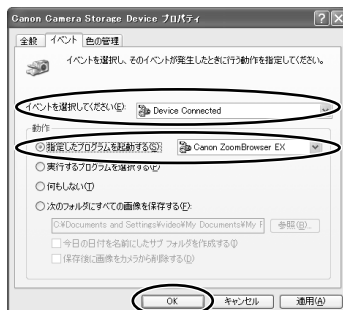 Canon Camera Storage Device プロパティ
全般 イベント 色の管理
イベントを選択し、そのイベントが発生したときに行う動作を指定してください。
イベントを選択してください(E): Device Connected
動作
指定したプログラムを起動する(S): Canon ZoomBrowser EX
実行するプログラムを選択する(P)
何もしない(T)
次のフォルダにすべての画像を保存する(F):
C:¥Documents and Settings¥video¥My Documents¥My F 参照(B)...
今日の日付を名前にしたサブ フォルダを作成する(U)
保存後に画像をカメラから削除する(D)
OK キャンセル 適用(A)